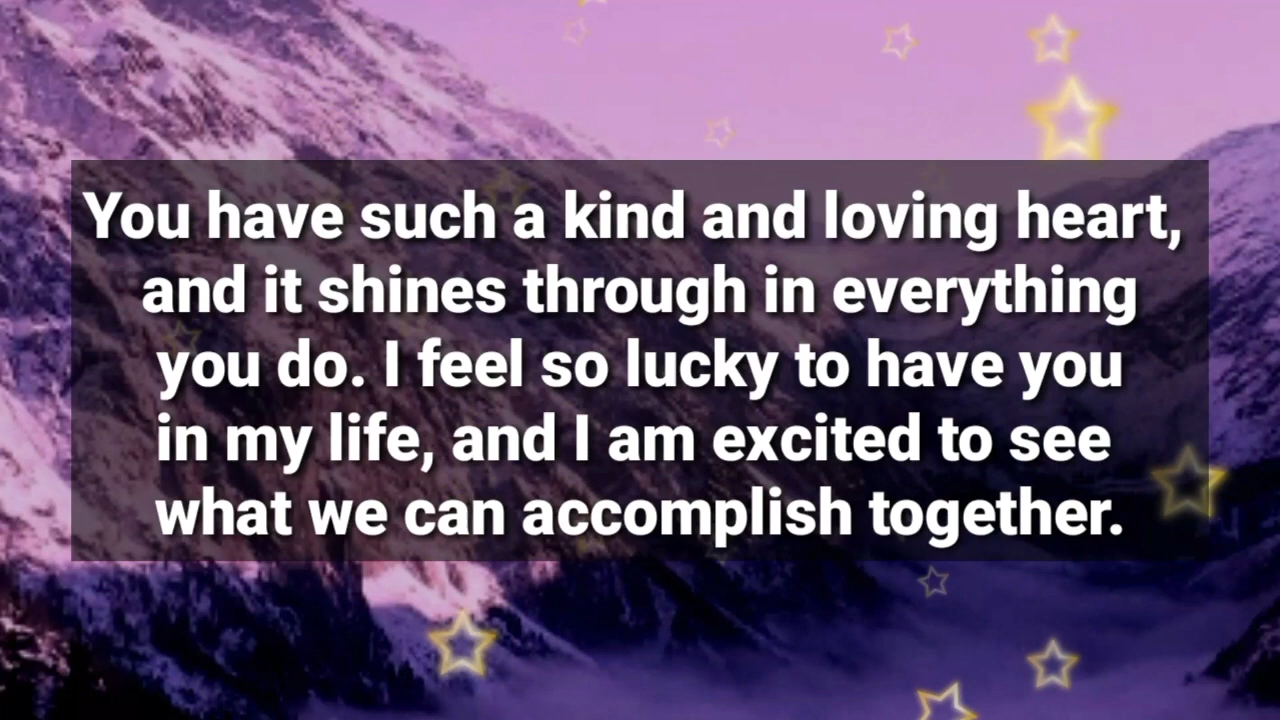 You have such a kind and loving heart,
and it shines through in everything
you do. I feel so lucky to have you
in my life, and I am excited to see
what we can accomplish together.